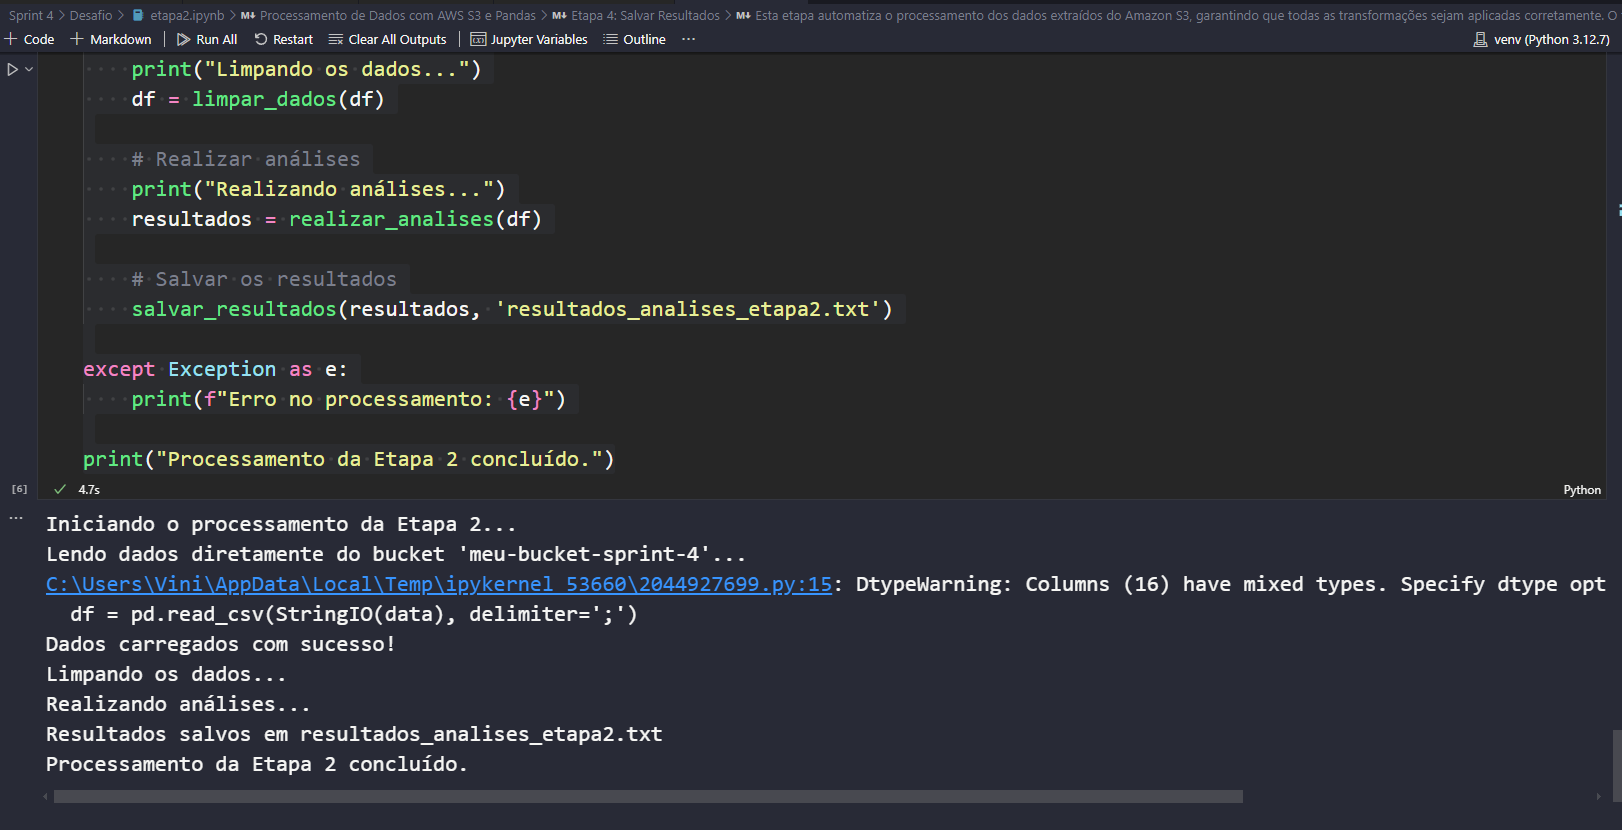 Sprint 4 > Desafio > etapa2.ipynb > M↓ Processamento de Dados com AWS S3 e Pandas > M↓ Etapa 4: Salvar Resultados > M↓ Esta etapa automatiza o processamento dos dados extraídos do Amazon S3, garantindo que todas as transformações sejam aplicadas corretamente. O
+ Code + Markdown | Run All Restart Clear All Outputs | Jupyter Variables Outline ... venv (Python 3.12.7)
print("Limpando os dados...")
df = limpar_dados(df)
# Realizar análises
print("Realizando análises...")
resultados = realizar_analises(df)
# Salvar os resultados
salvar_resultados(resultados, 'resultados_analises_etapa2.txt')
except Exception as e:
print(f"Erro no processamento: {e}")
print("Processamento da Etapa 2 concluído.")
[6] ✓ 4.7s Python
... Iniciando o processamento da Etapa 2...
Lendo dados diretamente do bucket 'meu-bucket-sprint-4'...
C:\Users\Vini\AppData\Local\Temp\ipykernel_53660\2044927699.py:15: DtypeWarning: Columns (16) have mixed types. Specify dtype opt
df = pd.read_csv(StringIO(data), delimiter=';')
Dados carregados com sucesso!
Limpando os dados...
Realizando análises...
Resultados salvos em resultados_analises_etapa2.txt
Processamento da Etapa 2 concluído.